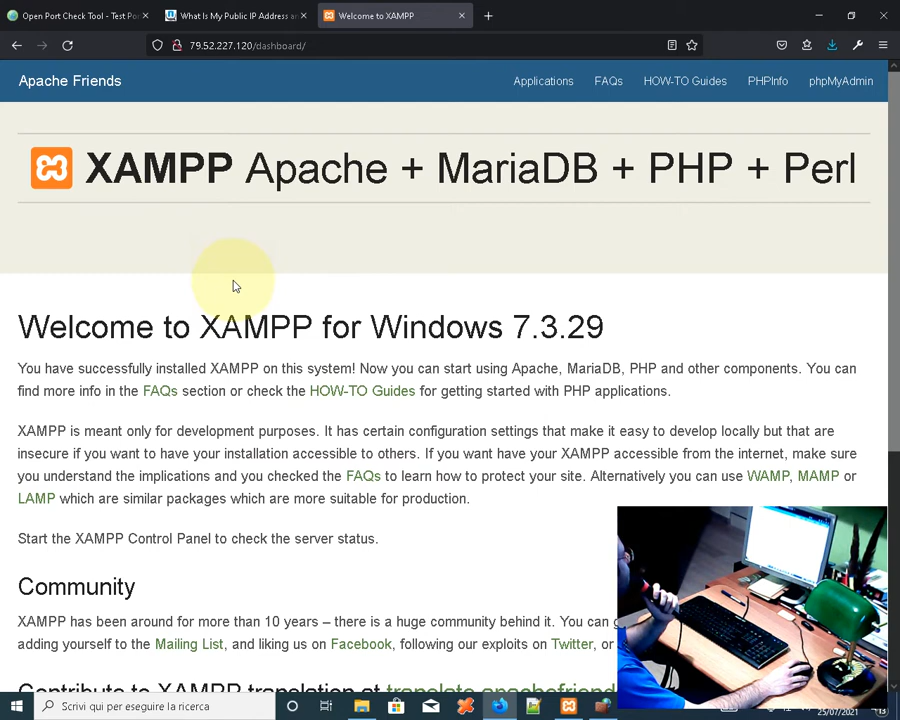 Open Port Check Tool - Test Po
What Is My Public IP Address a
Welcome to XAMPP
79.52.227.120/dashboard/
Apache Friends
Applications
FAQs
HOW-TO Guides
PHPInfo
phpMyAdmin
XAMPP Apache + MariaDB + PHP + Perl
Welcome to XAMPP for Windows 7.3.29
You have successfully installed XAMPP on this system! Now you can start using Apache, MariaDB, PHP and other components. You can
find more info in the FAQs section or check the HOW-TO Guides for getting started with PHP applications.
XAMPP is meant only for development purposes. It has certain configuration settings that make it easy to develop locally but that are
insecure if you want to have your installation accessible to others. If you want have your XAMPP accessible from the internet, make sure
you understand the implications and you checked the FAQs to learn how to protect your site. Alternatively you can use WAMP, MAMP or
LAMP which are similar packages which are more suitable for production.
Start the XAMPP Control Panel to check the server status.
Community
XAMPP has been around for more than 10 years – there is a huge community behind it. You can g
adding yourself to the Mailing List, and liking us on Facebook, following our exploits on Twitter, or
Contribute to XAMPP translation at translate.apachefriend
Scrivi qui per eseguire la ricerca
25/07/2021